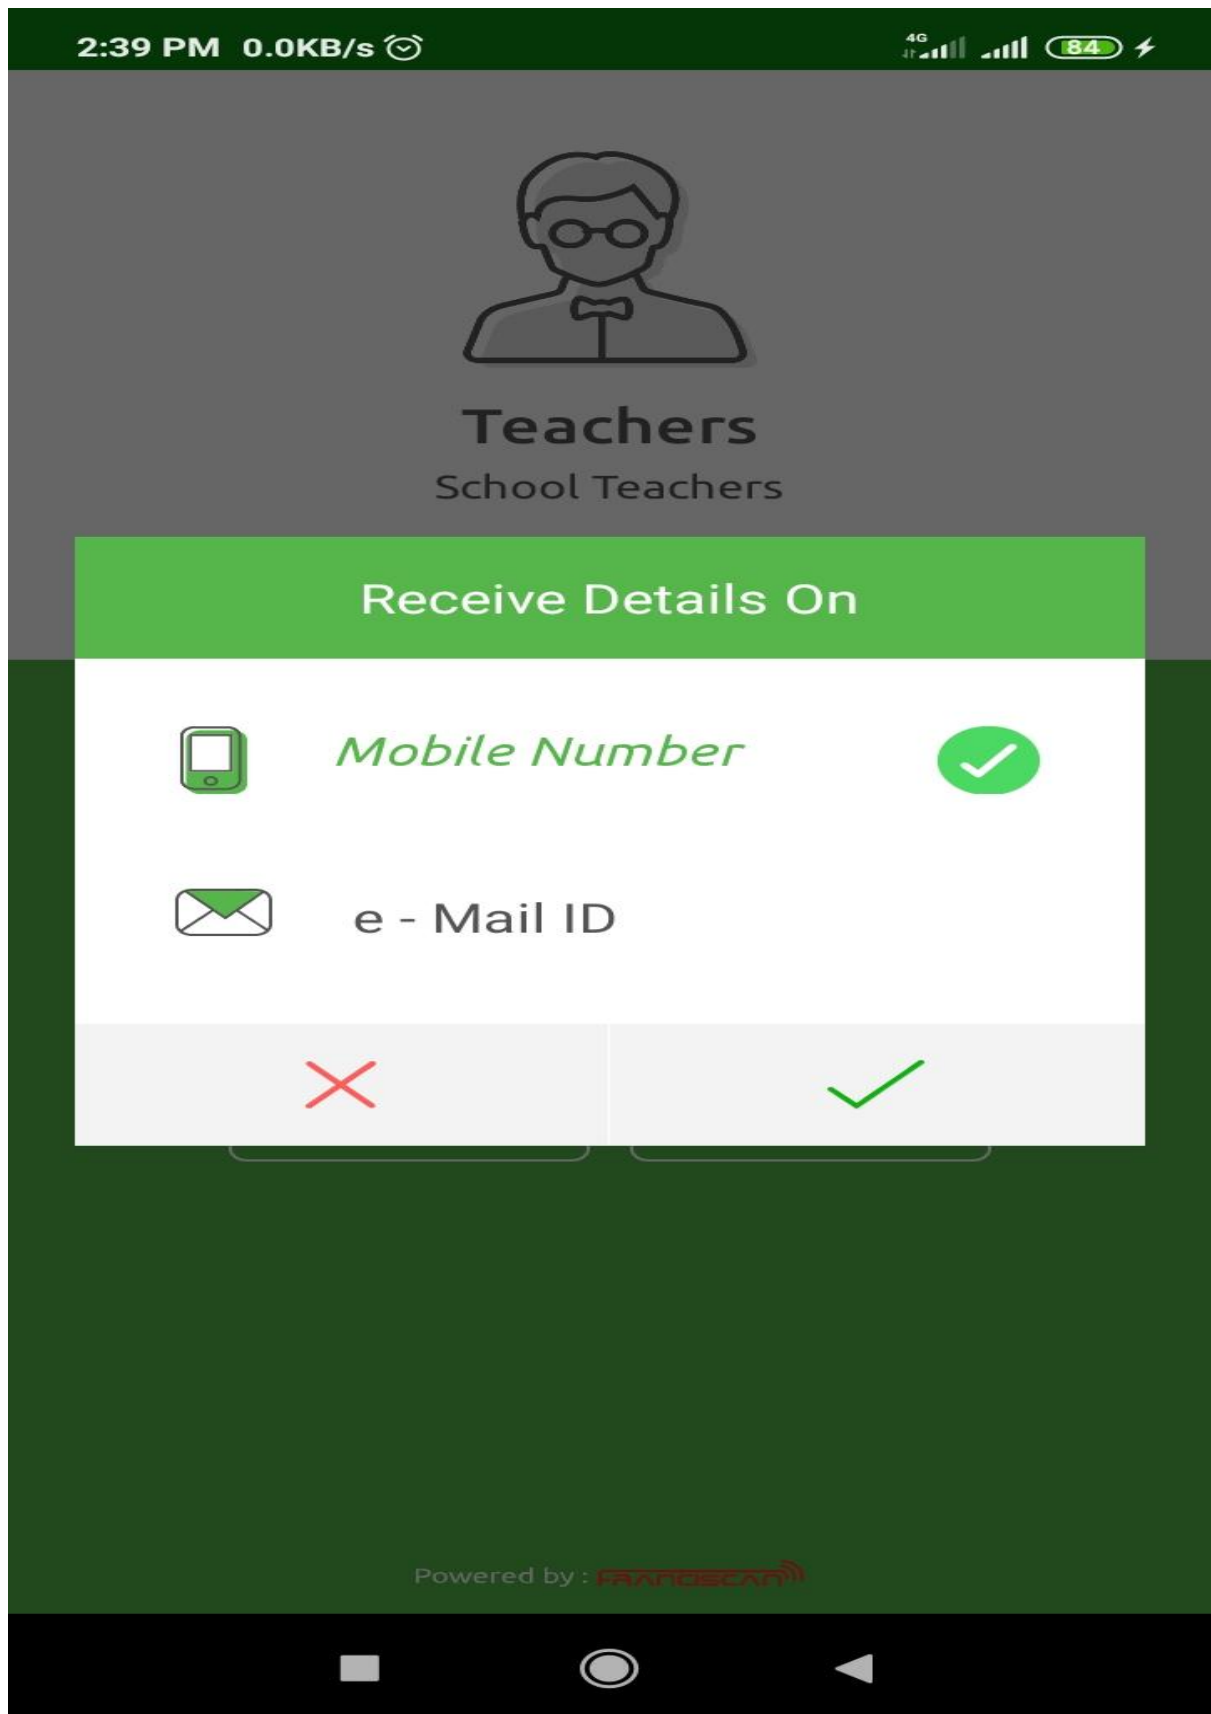 2:39 PM 0.0KB/s 4G 84
Teachers
School Teachers
Receive Details On
Mobile Number
e - Mail ID
Powered by :